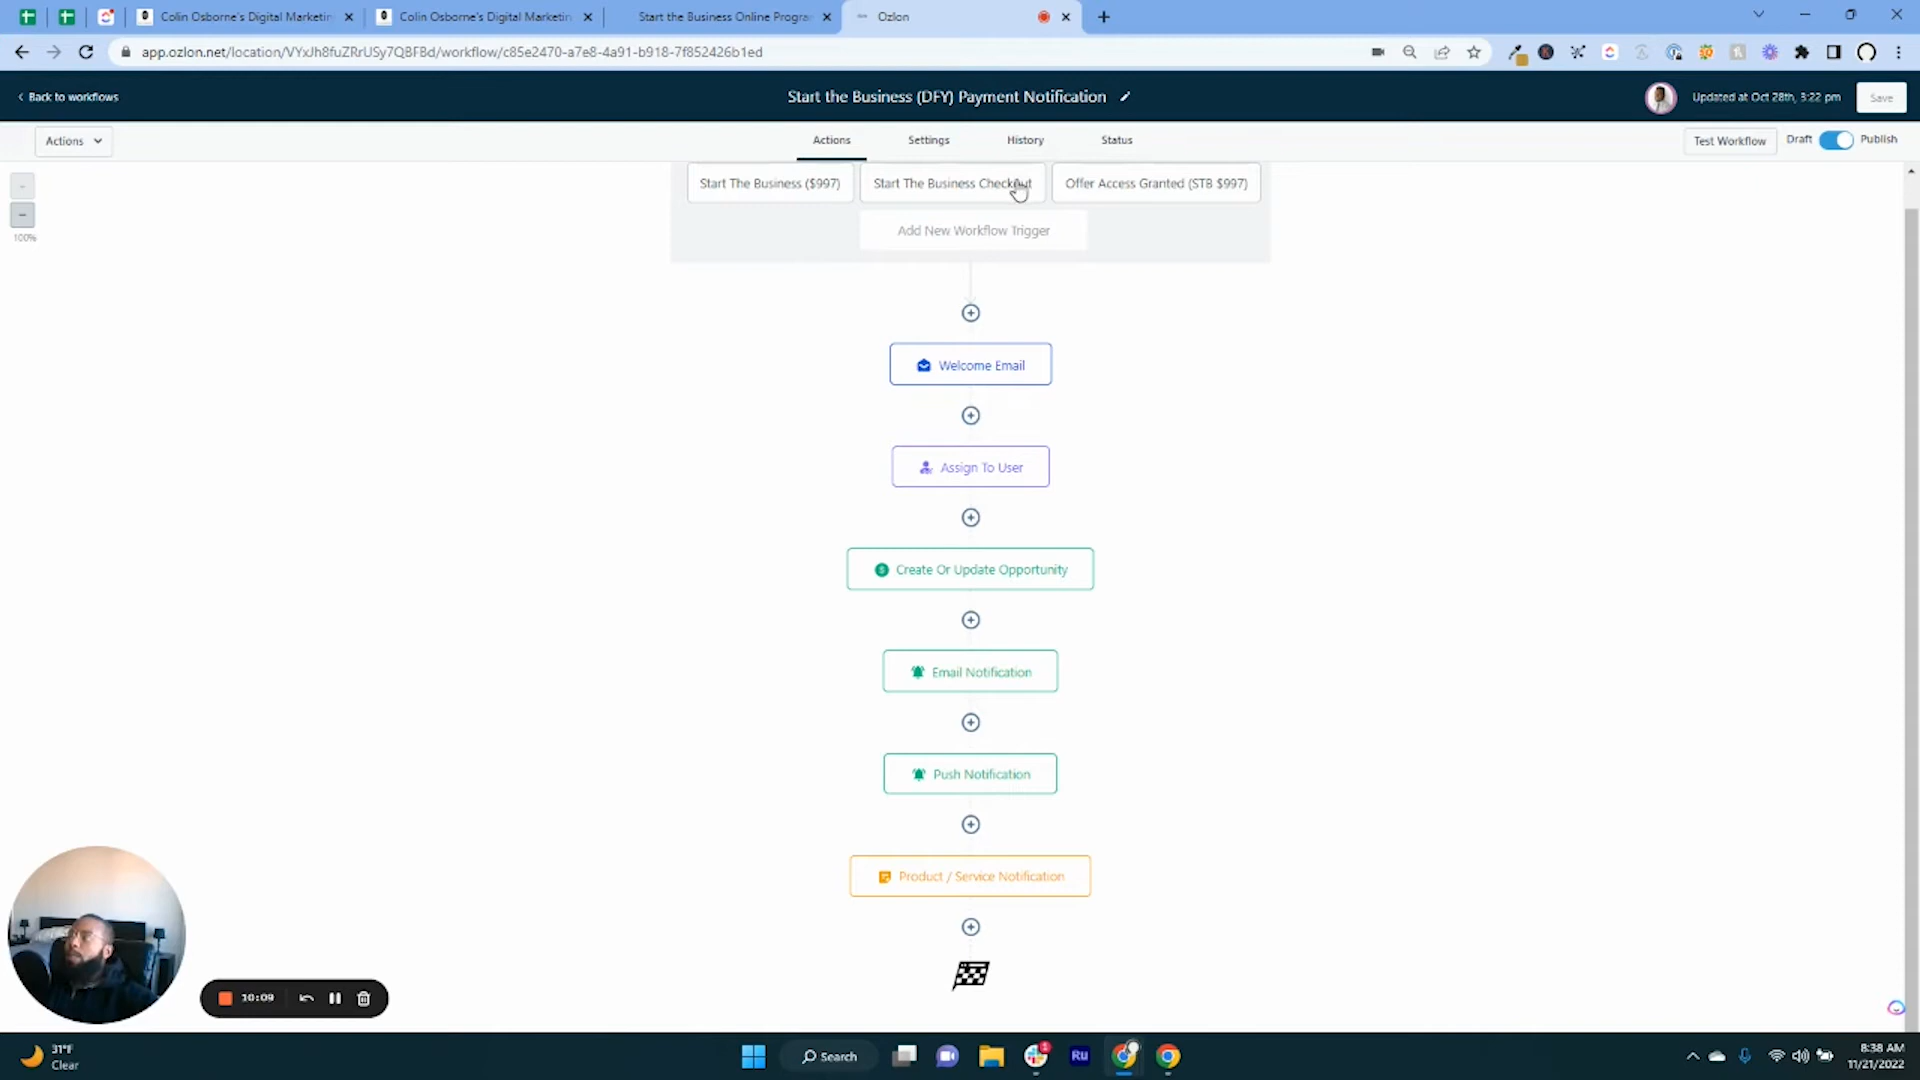 Colin Osborne's Digital Marketin
Colin Osborne's Digital Marketin
Start the Business Online Progra
Ozlon
app.ozlon.net/location/VYxJh8fuZRrUSy7QBFBd/workflow/c85e2470-a7e8-4a91-b918-7f852426b1ed
Back to workflows
Start the Business (DFY) Payment Notification
Updated at Oct 28th, 3:22 pm
Save
Actions
Actions
Settings
History
Status
Test Workflow
Draft
Publish
Start The Business ($997)
Start The Business Checkout
Offer Access Granted (STB $997)
100%
Add New Workflow Trigger
Welcome Email
Assign To User
Create Or Update Opportunity
Email Notification
Push Notification
Product / Service Notification
10:09
31°F
Clear
Search
Ru
8:38 AM
11/21/2022